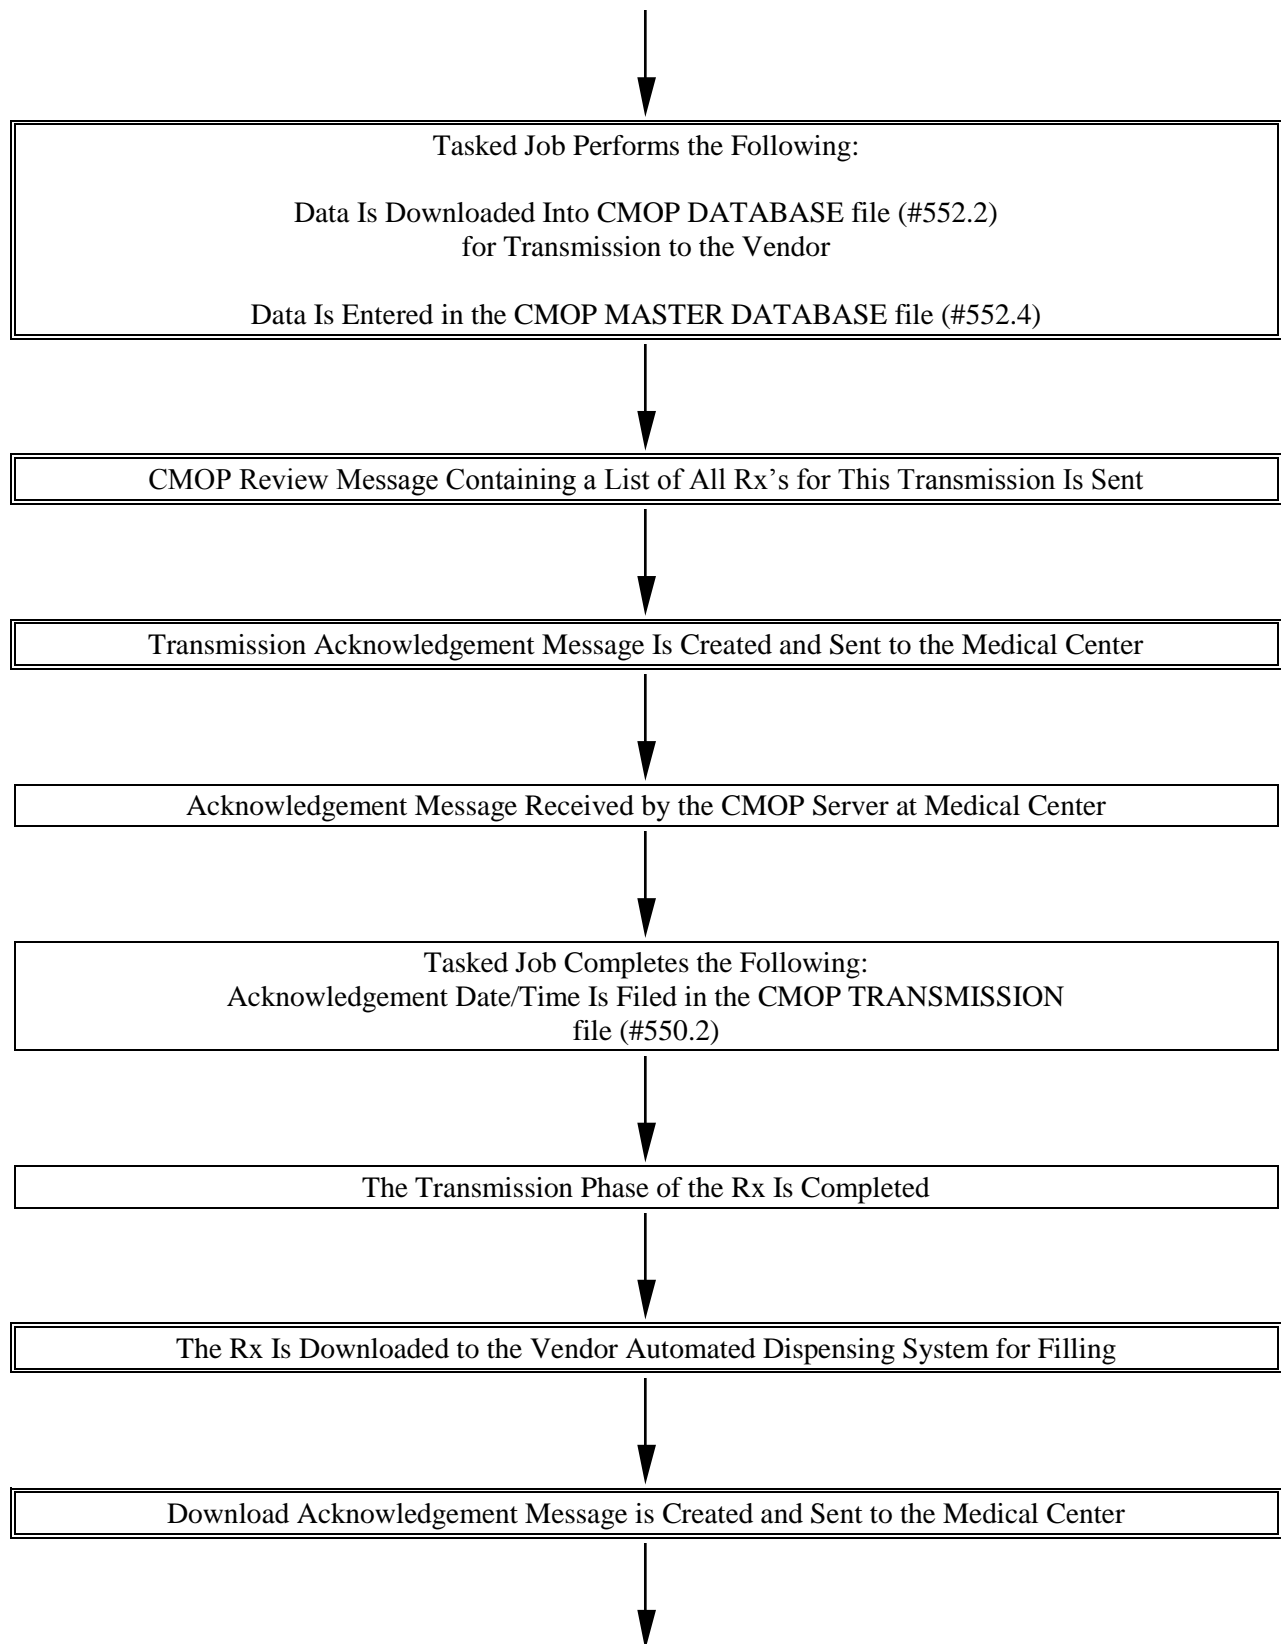 Tasked Job Performs the Following:
Data Is Downloaded Into CMOP DATABASE file (#552.2)
for Transmission to the Vendor
Data Is Entered in the CMOP MASTER DATABASE file (#552.4)
CMOP Review Message Containing a List of All Rx’s for This Transmission Is Sent
Transmission Acknowledgement Message Is Created and Sent to the Medical Center
Acknowledgement Message Received by the CMOP Server at Medical Center
Tasked Job Completes the Following:
Acknowledgement Date/Time Is Filed in the CMOP TRANSMISSION
file (#550.2)
The Transmission Phase of the Rx Is Completed
The Rx Is Downloaded to the Vendor Automated Dispensing System for Filling
Download Acknowledgement Message is Created and Sent to the Medical Center